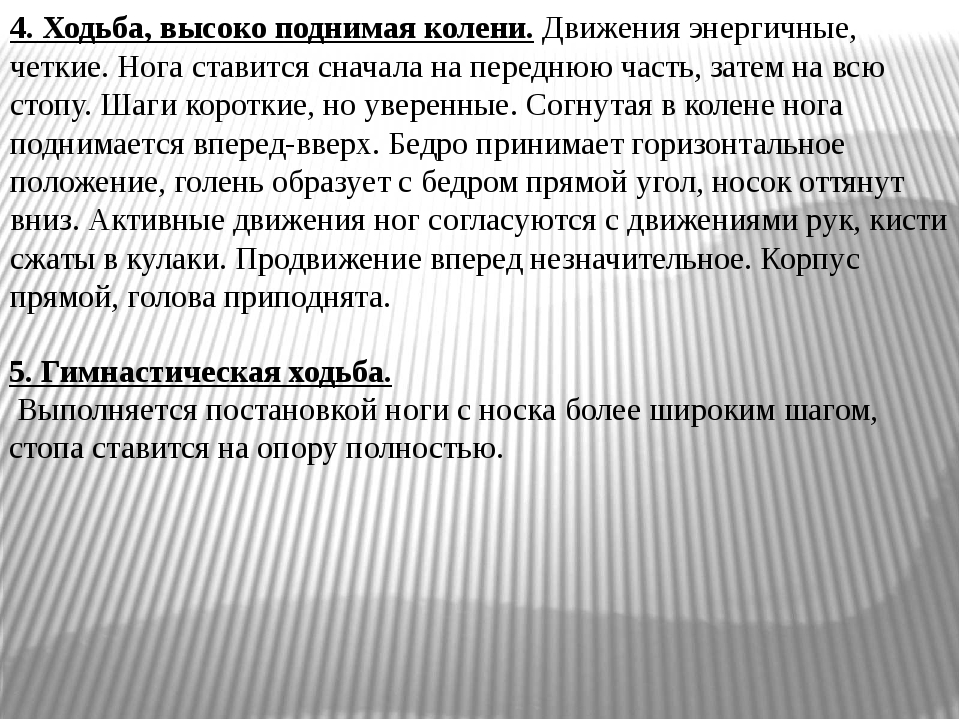 4. Ходьба, высоко поднимая колени. Движения энергичные,
четкие. Нога ставится сначала на переднюю часть, затем на всю
стопу. Шаги короткие, но уверенные. Согнутая в колене нога
поднимается вперед-вверх. Бедро принимает горизонтальное
положение, голень образует с бедром прямой угол, носок оттянут
вниз. Активные движения ног согласуются с движениями рук, кисти
сжаты в кулаки. Продвижение вперед незначительное. Корпус
прямой, голова приподнята.
5. Гимнастическая ходьба.
Выполняется постановкой ноги с носка более широким шагом,
стопа ставится на опору полностью.